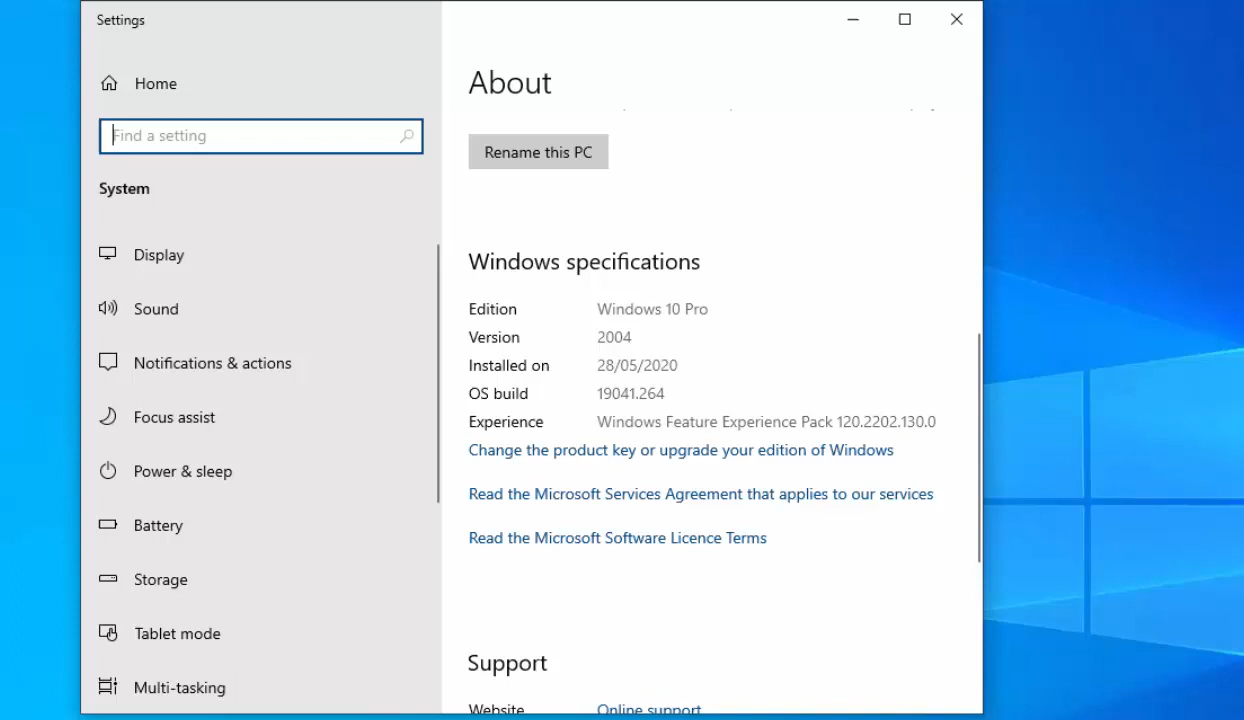 Settings
Home
Find a setting
System
Display
Sound
Notifications & actions
Focus assist
Power & sleep
Battery
Storage
Tablet mode
Multi-tasking
About
Rename this PC
Windows specifications
Edition Windows 10 Pro
Version 2004
Installed on 28/05/2020
OS build 19041.264
Experience Windows Feature Experience Pack 120.2202.130.0
Change the product key or upgrade your edition of Windows
Read the Microsoft Services Agreement that applies to our services
Read the Microsoft Software Licence Terms
Support
Website Online support